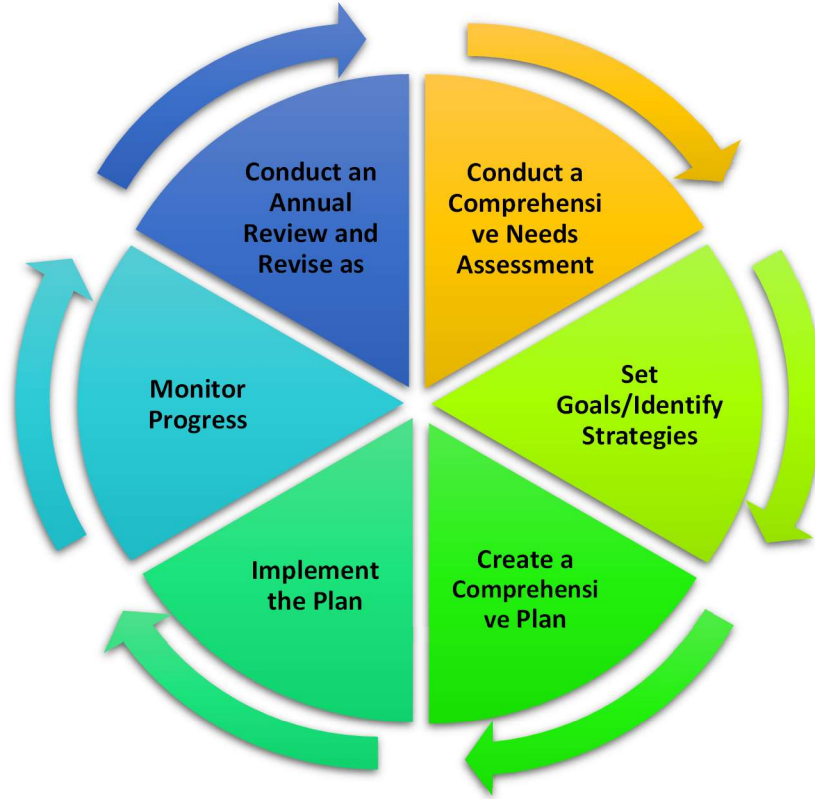 Conduct a
Comprehensi
ve Needs
Assessment
Set
Goals/Identify
Strategies
Create a
Comprehensi
ve Plan
Implement
the Plan
Monitor
Progress
Conduct an
Annual
Review and
Revise as